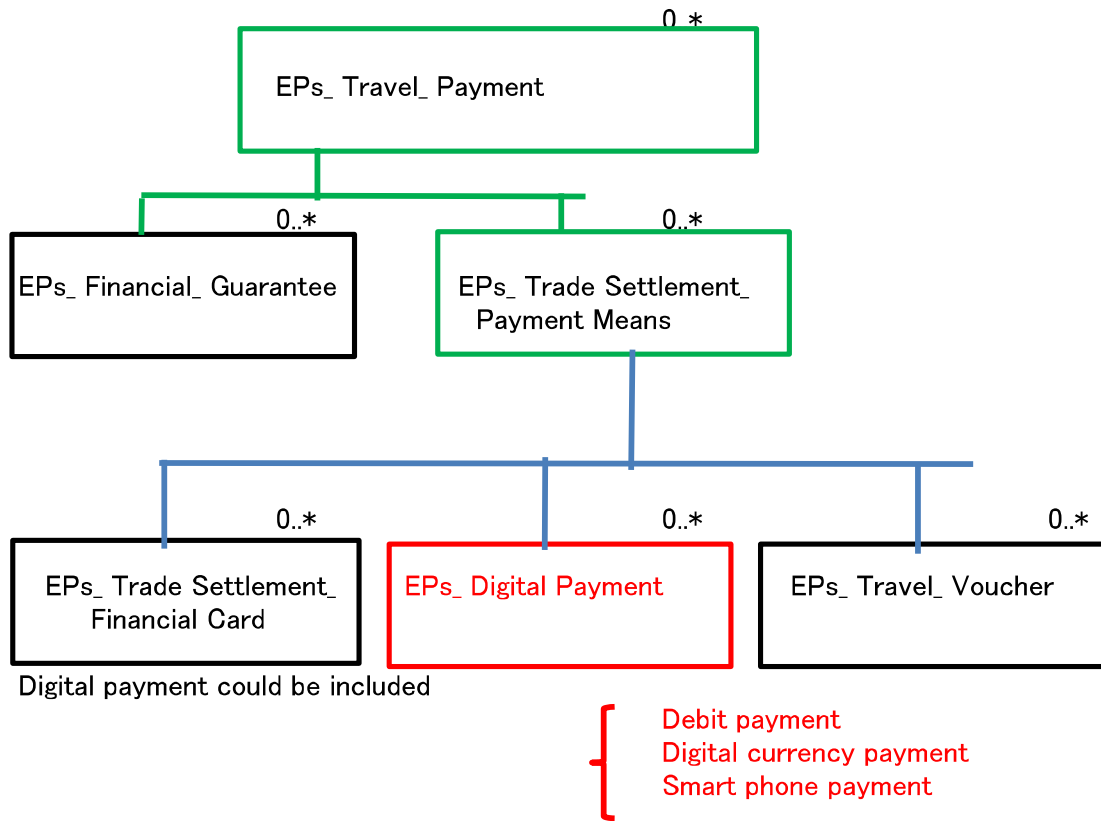 0..*
EPs_ Travel_ Payment
0..*
0..*
EPs_ Financial_ Guarantee
EPs_ Trade Settlement_
Payment Means
0..*
0..*
0..*
EPs_ Trade Settlement_
Financial Card
EPs_ Digital Payment
EPs_ Travel_ Voucher
Digital payment could be included
Debit payment
Digital currency payment
Smart phone payment